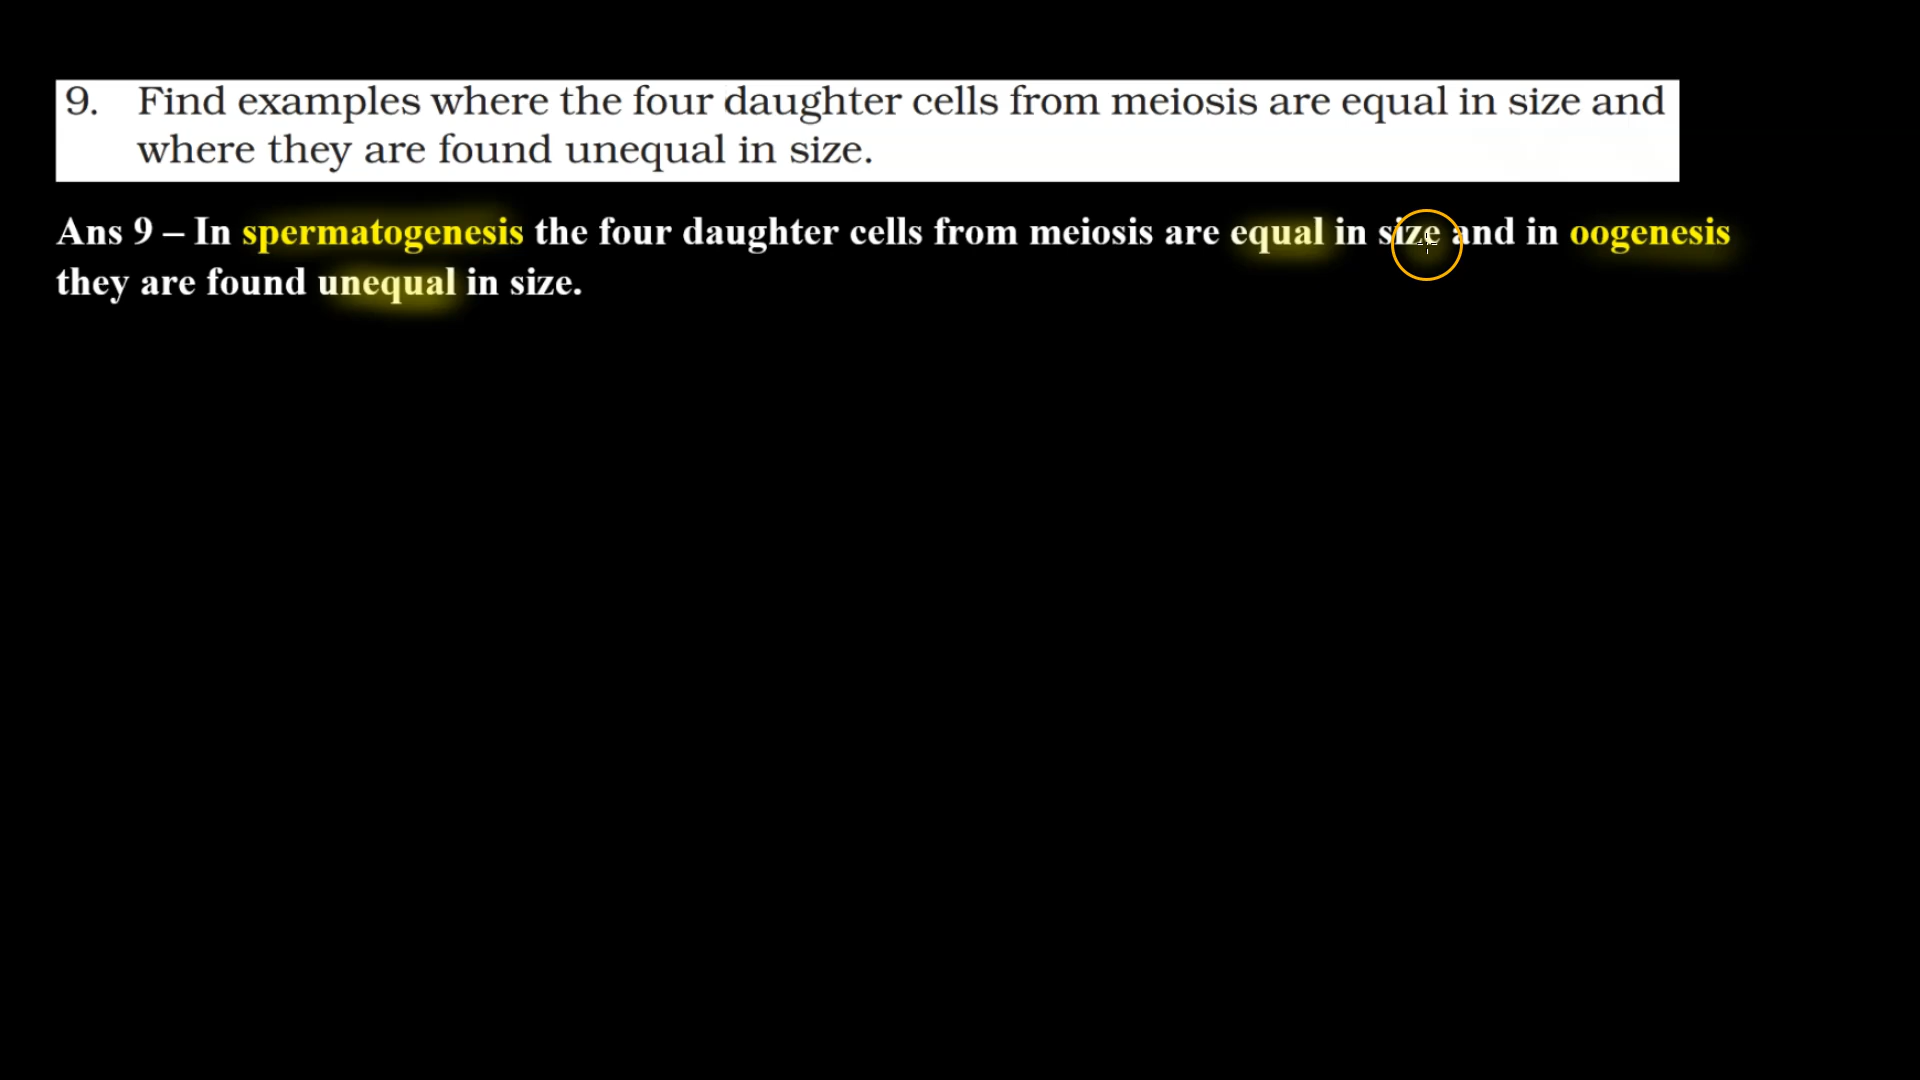 9. Find examples where the four daughter cells from meiosis are equal in size and
where they are found unequal in size.
Ans 9 – In spermatogenesis the four daughter cells from meiosis are equal in size and in oogenesis
they are found unequal in size.